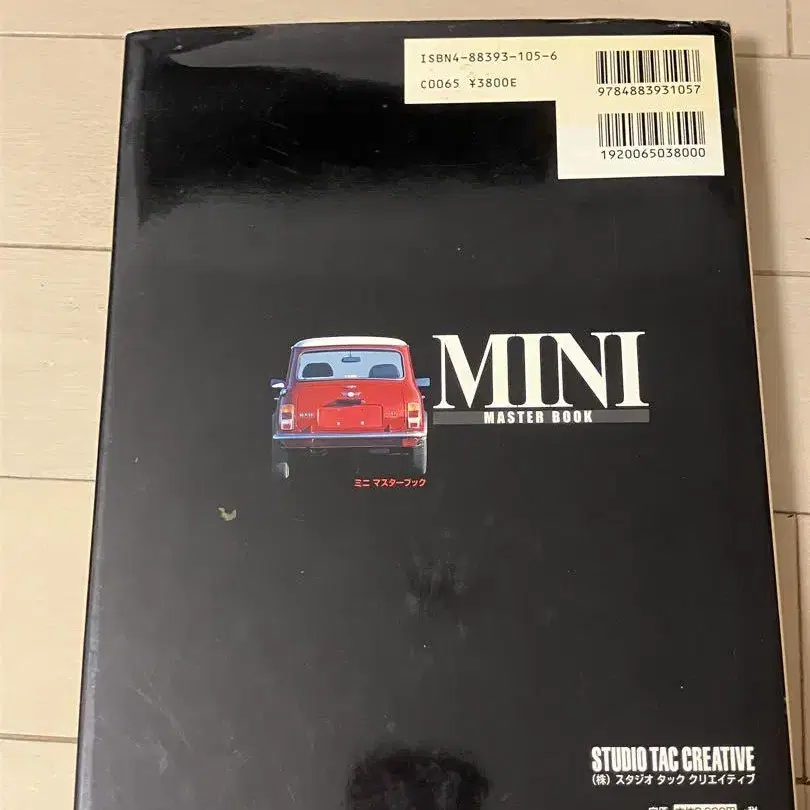 ISBN4-88393-105-6
C0065 ¥3800E
9784883931057
1920065038000
MINI
MASTER BOOK
ミニ マスターブック
STUDIO TAC CREATIVE
(株) スタジオ タック クリエイティブ